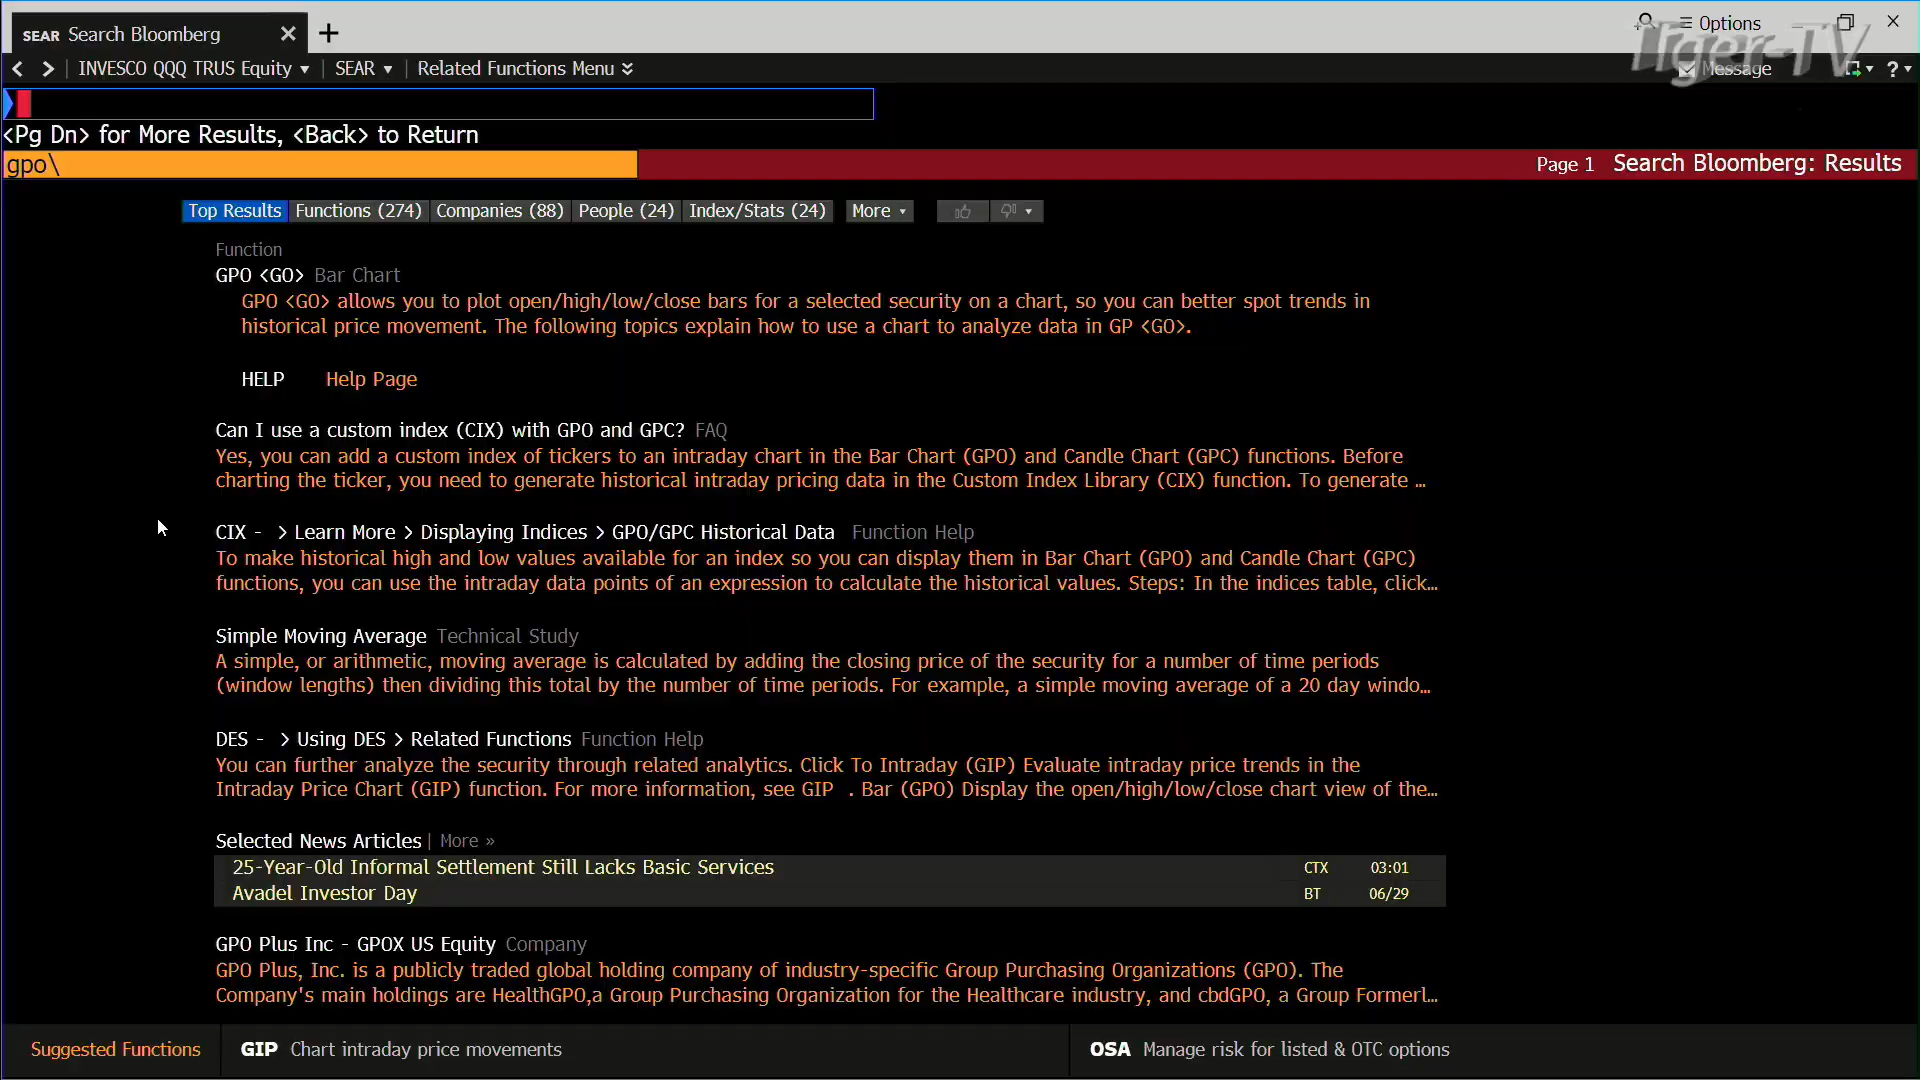 SEAR Search Bloomberg
Options
Tiger-TV
INVESCO QQQ TRUS Equity SEAR Related Functions Menu Message ?
<Pg Dn> for More Results, <Back> to Return
gpo\ Page 1 Search Bloomberg: Results
Top Results Functions (274) Companies (88) People (24) Index/Stats (24) More
Function
GPO <GO> Bar Chart
GPO <GO> allows you to plot open/high/low/close bars for a selected security on a chart, so you can better spot trends in
historical price movement. The following topics explain how to use a chart to analyze data in GP <GO>.
HELP Help Page
Can I use a custom index (CIX) with GPO and GPC? FAQ
Yes, you can add a custom index of tickers to an intraday chart in the Bar Chart (GPO) and Candle Chart (GPC) functions. Before
charting the ticker, you need to generate historical intraday pricing data in the Custom Index Library (CIX) function. To generate ...
CIX - > Learn More > Displaying Indices > GPO/GPC Historical Data Function Help
To make historical high and low values available for an index so you can display them in Bar Chart (GPO) and Candle Chart (GPC)
functions, you can use the intraday data points of an expression to calculate the historical values. Steps: In the indices table, click...
Simple Moving Average Technical Study
A simple, or arithmetic, moving average is calculated by adding the closing price of the security for a number of time periods
(window lengths) then dividing this total by the number of time periods. For example, a simple moving average of a 20 day windo...
DES - > Using DES > Related Functions Function Help
You can further analyze the security through related analytics. Click To Intraday (GIP) Evaluate intraday price trends in the
Intraday Price Chart (GIP) function. For more information, see GIP . Bar (GPO) Display the open/high/low/close chart view of the...
Selected News Articles | More »
25-Year-Old Informal Settlement Still Lacks Basic Services CTX 03:01
Avadel Investor Day BT 06/29
GPO Plus Inc - GPOX US Equity Company
GPO Plus, Inc. is a publicly traded global holding company of industry-specific Group Purchasing Organizations (GPO). The
Company's main holdings are HealthGPO,a Group Purchasing Organization for the Healthcare industry, and cbdGPO, a Group Formerl...
Suggested Functions GIP Chart intraday price movements OSA Manage risk for listed & OTC options